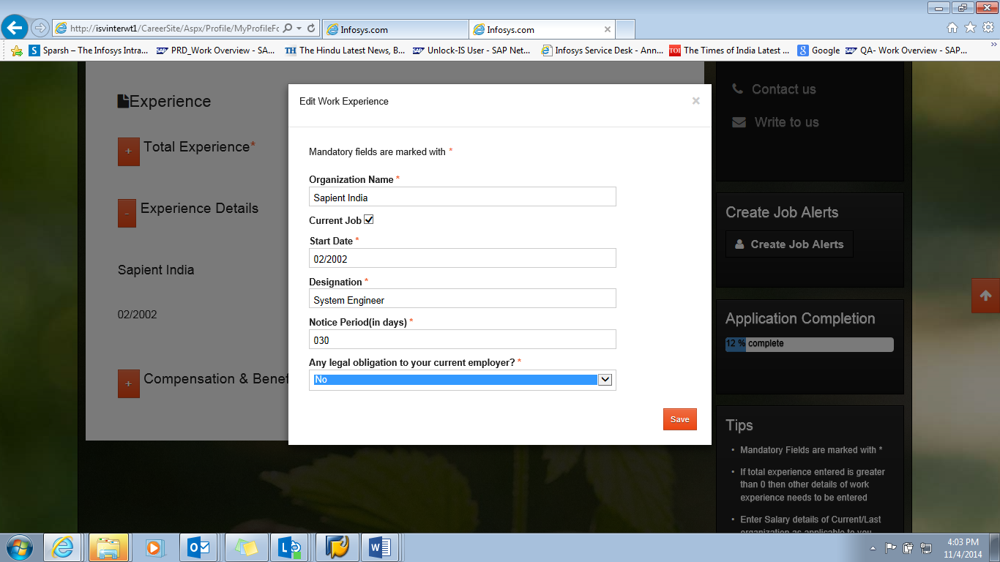 http://isvinterwt1/CareerSite/Aspx/Profile/MyProfileFo
Infosys.com
Infosys.com
Sparsh – The Infosys Intra...
PRD_Work Overview - SA...
TH The Hindu Latest News, B...
Unlock-IS User - SAP Net...
Infosys Service Desk - Ann...
TOI The Times of India Latest ...
Google
QA- Work Overview - SAP...
Experience
+ Total Experience*
- Experience Details
Sapient India
02/2002
+ Compensation & Benef
Edit Work Experience ×
Mandatory fields are marked with *
Organization Name *
Sapient India
Current Job
Start Date *
02/2002
Designation *
System Engineer
Notice Period(in days) *
030
Any legal obligation to your current employer? *
No
Save
Contact us
Write to us
Create Job Alerts
Create Job Alerts
Application Completion
12 % complete
Tips
• Mandatory Fields are marked with *
• If total experience entered is greater
than 0 then other details of work
experience needs to be entered
• Enter Salary details of Current/Last
organization as applicable to you
4:03 PM
11/4/2014